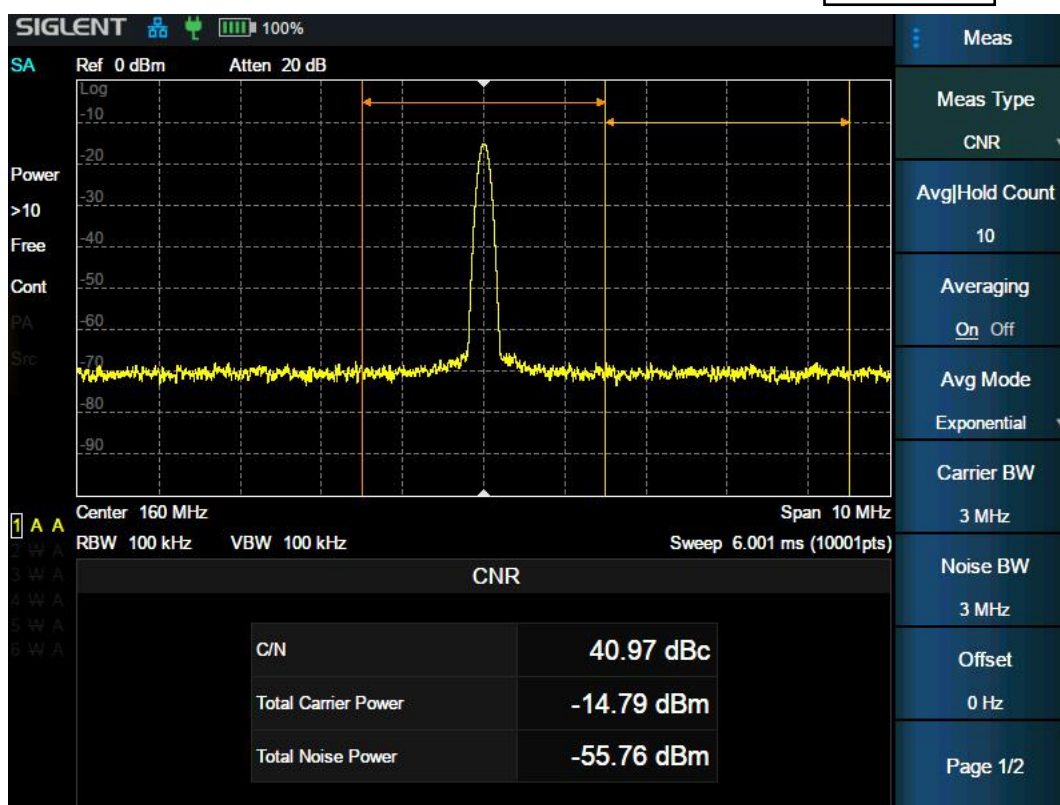 SIGLENT 100%
Meas
SA Ref 0 dBm Atten 20 dB
Log
-10
-20
-30
-40
-50
-60
-70
-80
-90
Power
>10
Free
Cont
PA
Src
Center 160 MHz Span 10 MHz
RBW 100 kHz VBW 100 kHz Sweep 6.001 ms (10001pts)
1 A A
2 W A
3 W A
4 W A
5 W A
6 W A
CNR
C/N 40.97 dBc
Total Carrier Power -14.79 dBm
Total Noise Power -55.76 dBm
Meas Type
CNR
Avg|Hold Count
10
Averaging
On Off
Avg Mode
Exponential
Carrier BW
3 MHz
Noise BW
3 MHz
Offset
0 Hz
Page 1/2